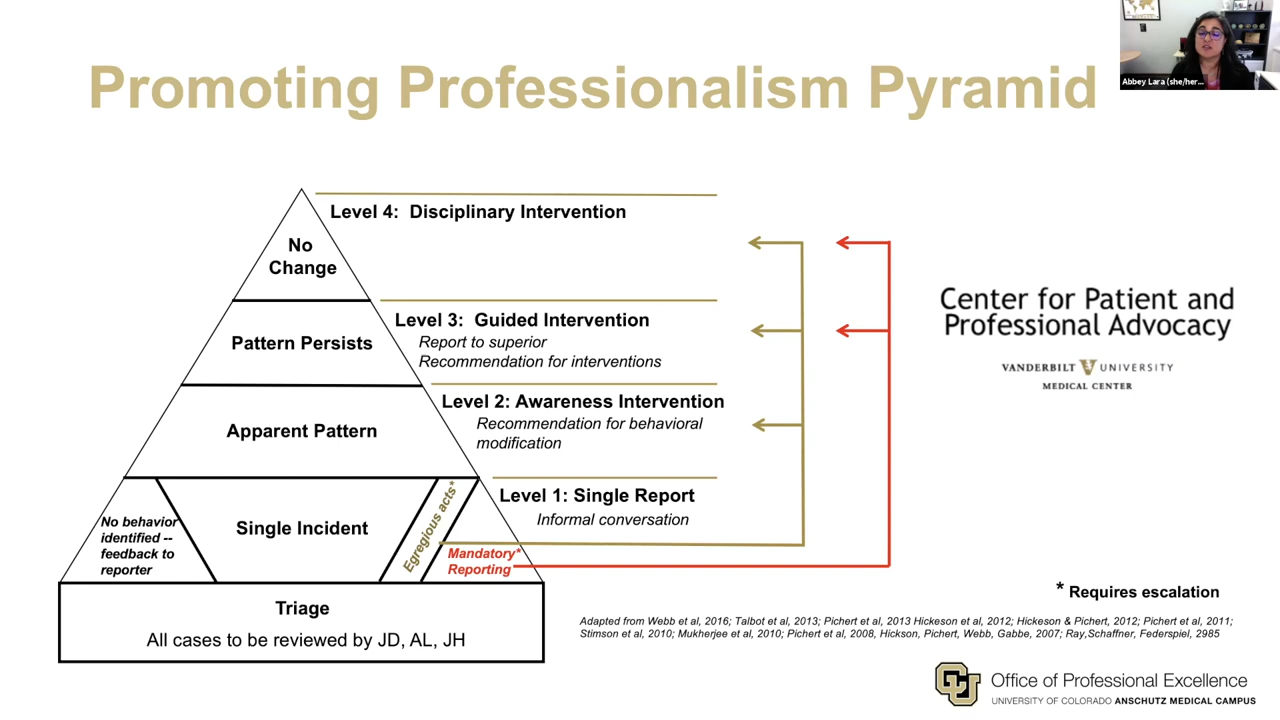 Promoting Professionalism Pyramid
Abbey Lara (she/her...
Level 4: Disciplinary Intervention
No
Change
Level 3: Guided Intervention
Report to superior
Recommendation for interventions
Pattern Persists
Level 2: Awareness Intervention
Recommendation for behavioral
modification
Apparent Pattern
Level 1: Single Report
Informal conversation
No behavior
identified --
feedback to
reporter
Single Incident
Egregious acts*
Mandatory*
Reporting
Triage
All cases to be reviewed by JD, AL, JH
Center for Patient and
Professional Advocacy
VANDERBILT V UNIVERSITY
MEDICAL CENTER
* Requires escalation
Adapted from Webb et al, 2016; Talbot et al, 2013; Pichert et al, 2013 Hickeson et al, 2012; Hickeson & Pichert, 2012; Pichert et al, 2011;
Stimson et al, 2010; Mukherjee et al, 2010; Pichert et al, 2008, Hickson, Pichert, Webb, Gabbe, 2007; Ray,Schaffner, Federspiel, 2985
CU
Office of Professional Excellence
UNIVERSITY OF COLORADO ANSCHUTZ MEDICAL CAMPUS